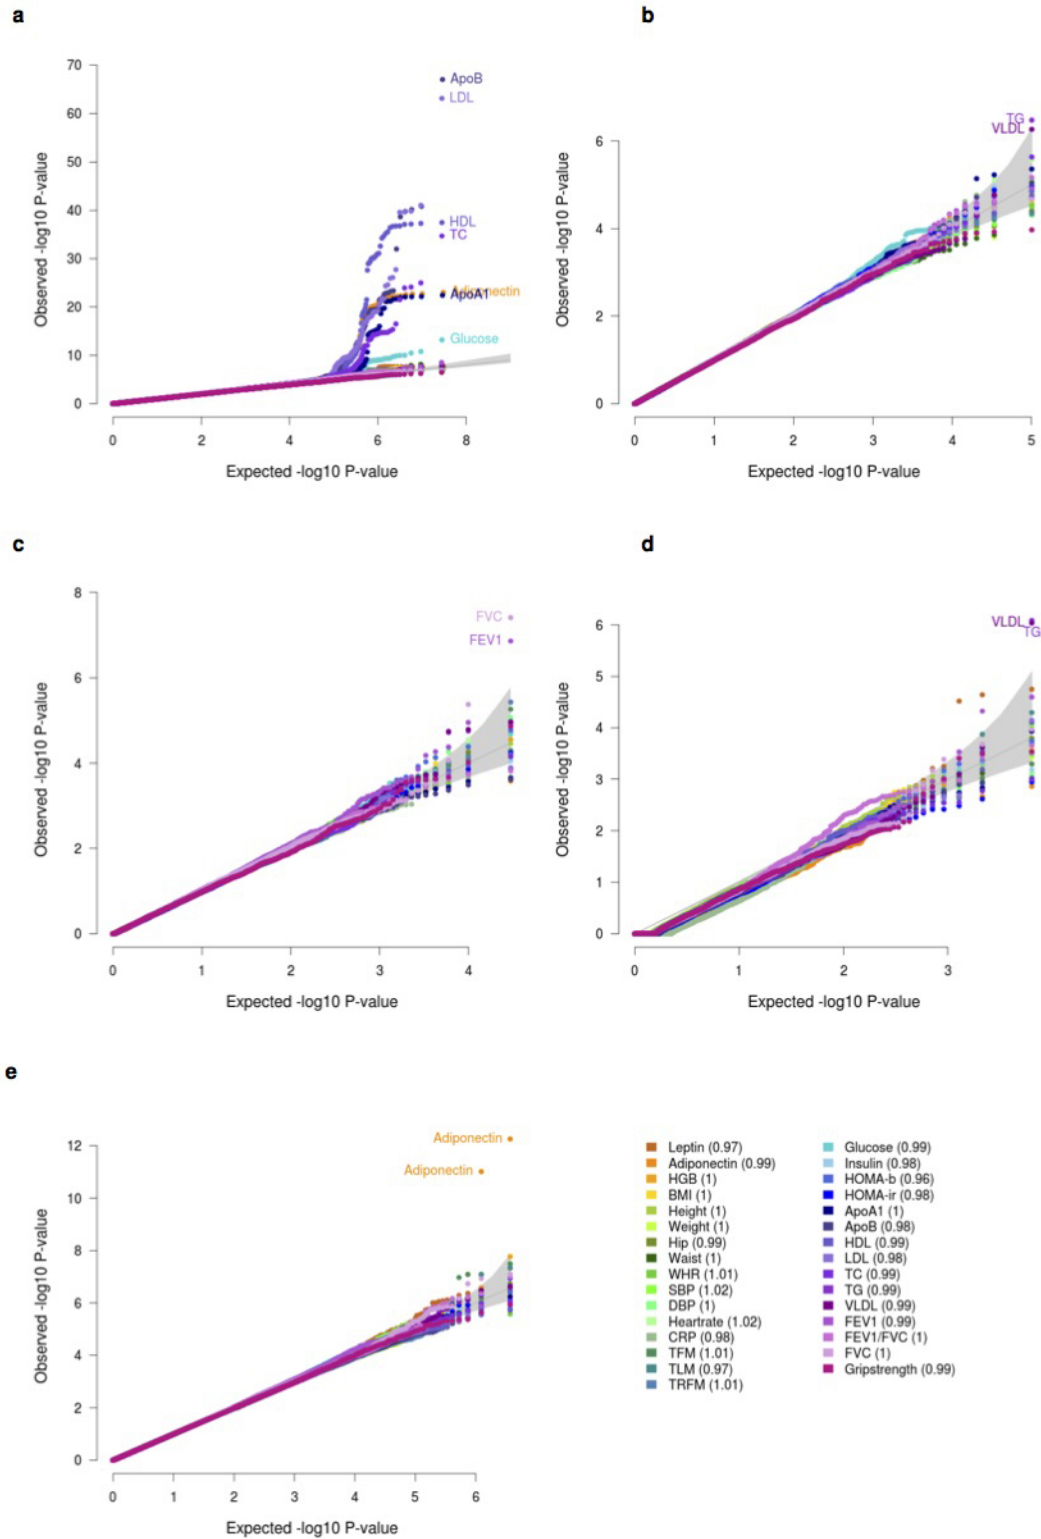 a
b
70
60
50
40
30
20
10
0
Observed -log10 P-value
ApoB
LDL
HDL
TC
Adiponectin
ApoA1
Glucose
0 2 4 6 8
Expected -log10 P-value
6
4
2
0
Observed -log10 P-value
TG
VLDL
0 1 2 3 4 5
Expected -log10 P-value
c
d
8
6
4
2
0
Observed -log10 P-value
FVC
FEV1
0 1 2 3 4
Expected -log10 P-value
6
5
4
3
2
1
0
Observed -log10 P-value
VLDL
TG
0 1 2 3
Expected -log10 P-value
e
12
10
8
6
4
2
0
Observed -log10 P-value
Adiponectin
Adiponectin
0 1 2 3 4 5 6
Expected -log10 P-value
Leptin (0.97)
Adiponectin (0.99)
HGB (1)
BMI (1)
Height (1)
Weight (1)
Hip (0.99)
Waist (1)
WHR (1.01)
SBP (1.02)
DBP (1)
Heartrate (1.02)
CRP (0.98)
TFM (1.01)
TLM (0.97)
TRFM (1.01)
Glucose (0.99)
Insulin (0.98)
HOMA-b (0.96)
HOMA-ir (0.98)
ApoA1 (1)
ApoB (0.98)
HDL (0.99)
LDL (0.98)
TC (0.99)
TG (0.99)
VLDL (0.99)
FEV1 (0.99)
FEV1/FVC (1)
FVC (1)
Gripstrength (0.99)